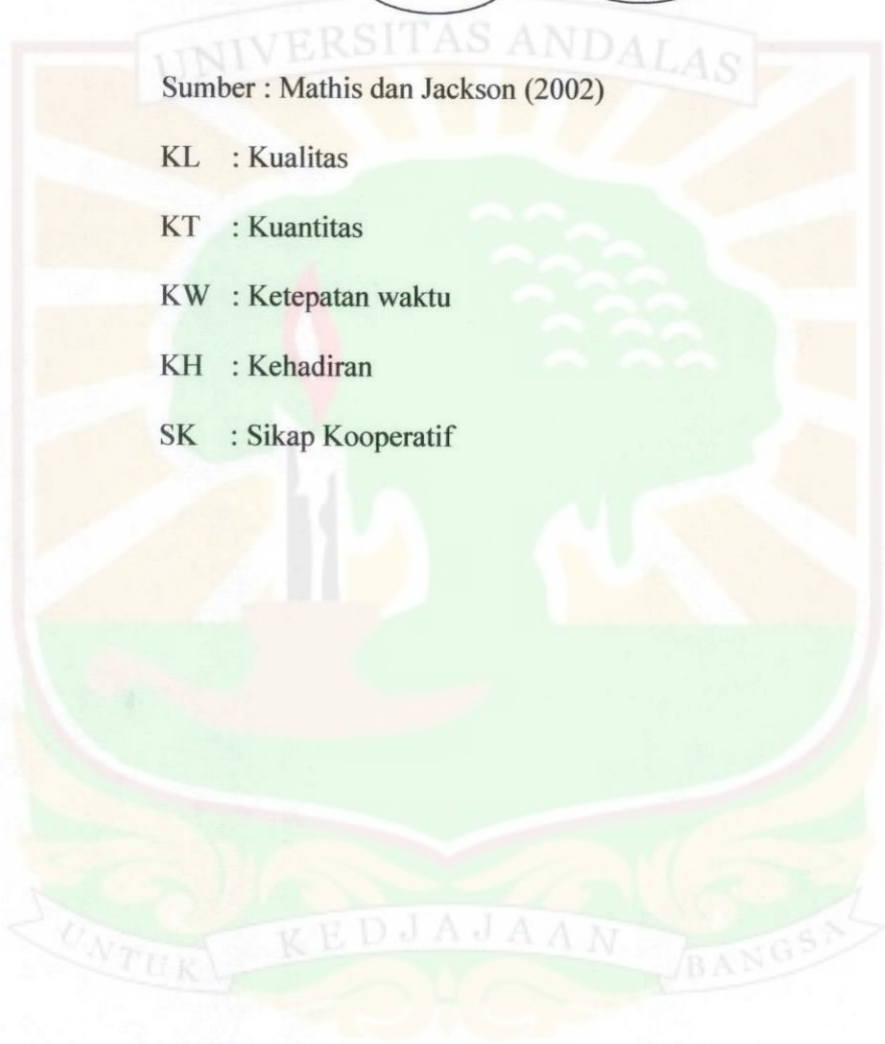 UNIVERSITAS ANDALAS
Sumber : Mathis dan Jackson (2002)
KL : Kualitas
KT : Kuantitas
KW : Ketepatan waktu
KH : Kehadiran
SK : Sikap Kooperatif
UNTUK KEDJAJAAN BANGSA